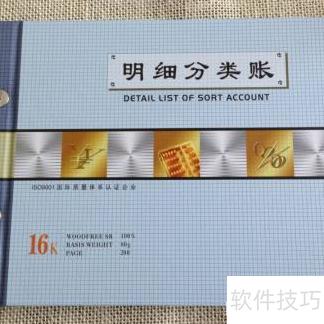 明细分类账
DETAIL LIST OF SORT ACCOUNT
ISO9001国际质量体系认证企业
16K
WOODFREE SB 100%
BASIS WEIGHT 80g
PAGE 200
软件技巧